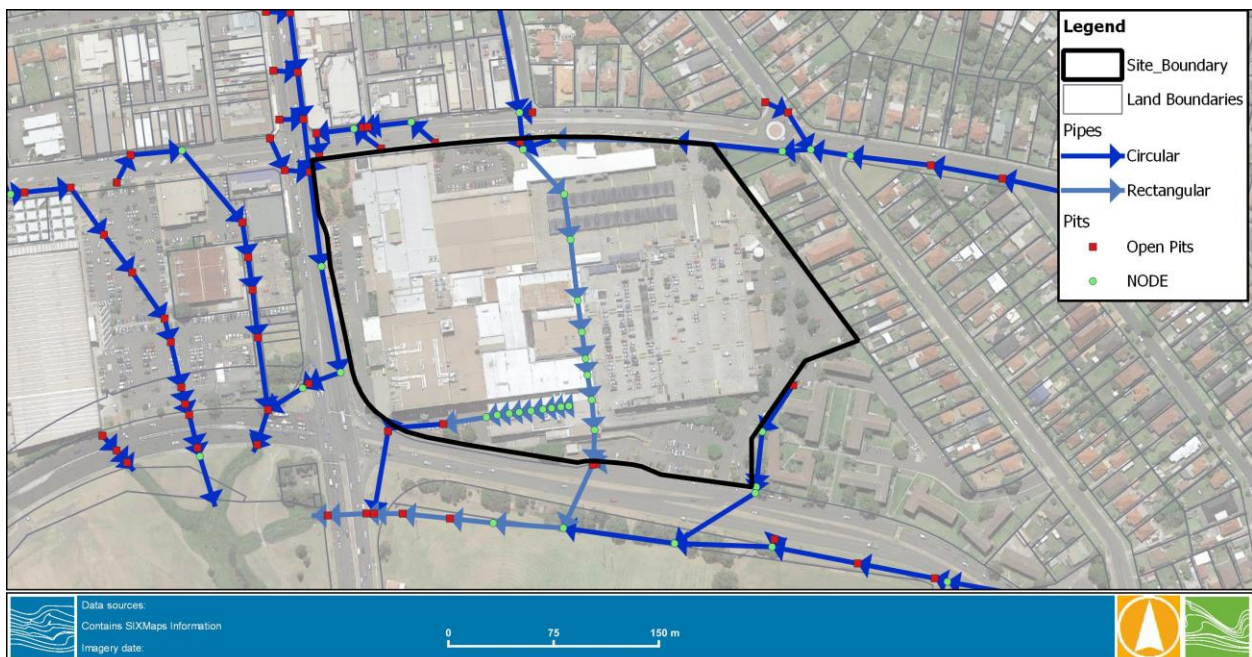 Legend
Site_Boundary
Land Boundaries
Pipes
Circular
Rectangular
Pits
Open Pits
NODE
Data sources:
Contains SIXMaps Information
Imagery date:
0 75 150 m